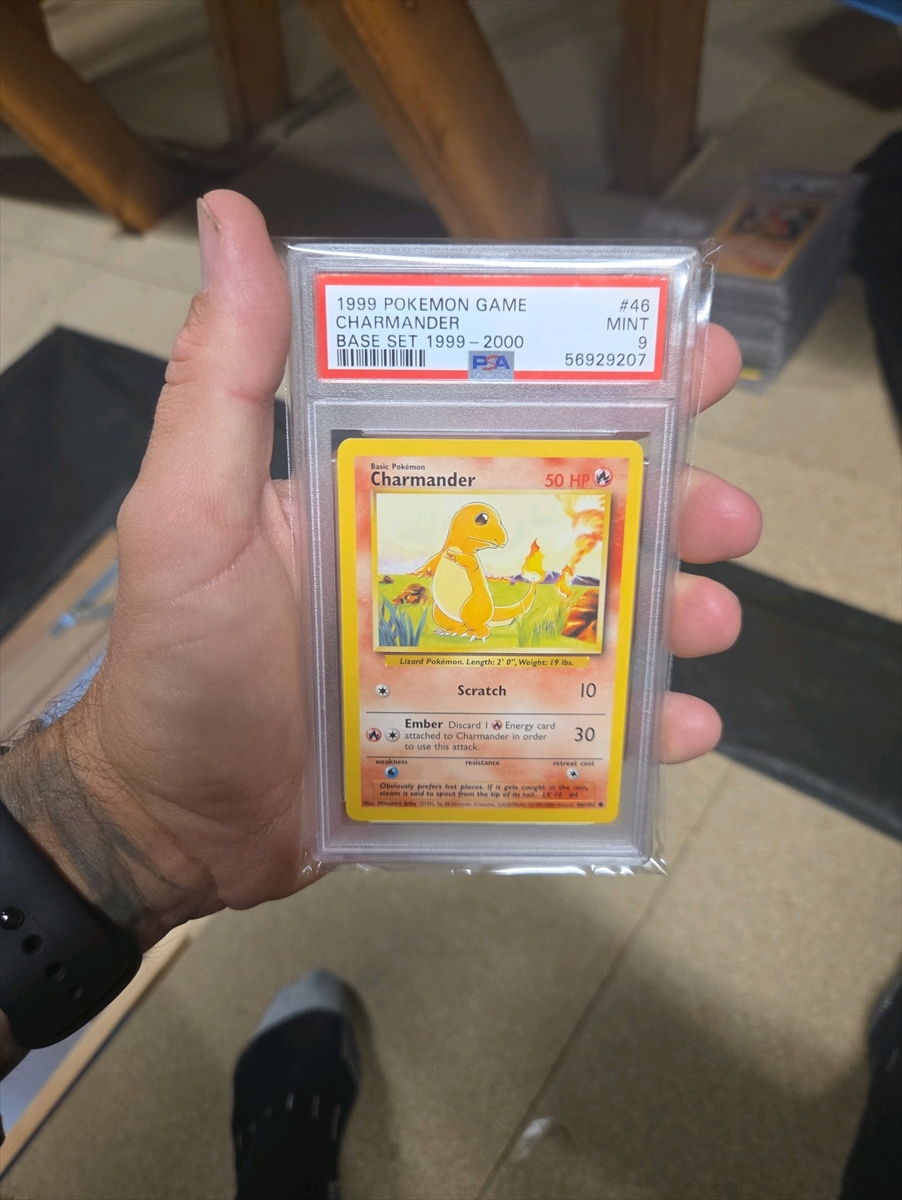 1999 POKEMON GAME #46
CHARMANDER MINT
BASE SET 1999-2000 9
PSA 56929207
Basic Pokémon
Charmander 50 HP
Lizard Pokémon. Length: 2' 0", Weight: 19 lbs.
Scratch 10
Ember Discard 1 Energy card
attached to Charmander in order
to use this attack.
30
weakness resistance retreat cost
Obviously prefers hot places. If it gets caught in the rain,
steam is said to spout from the tip of its tail. LV. 10 #4